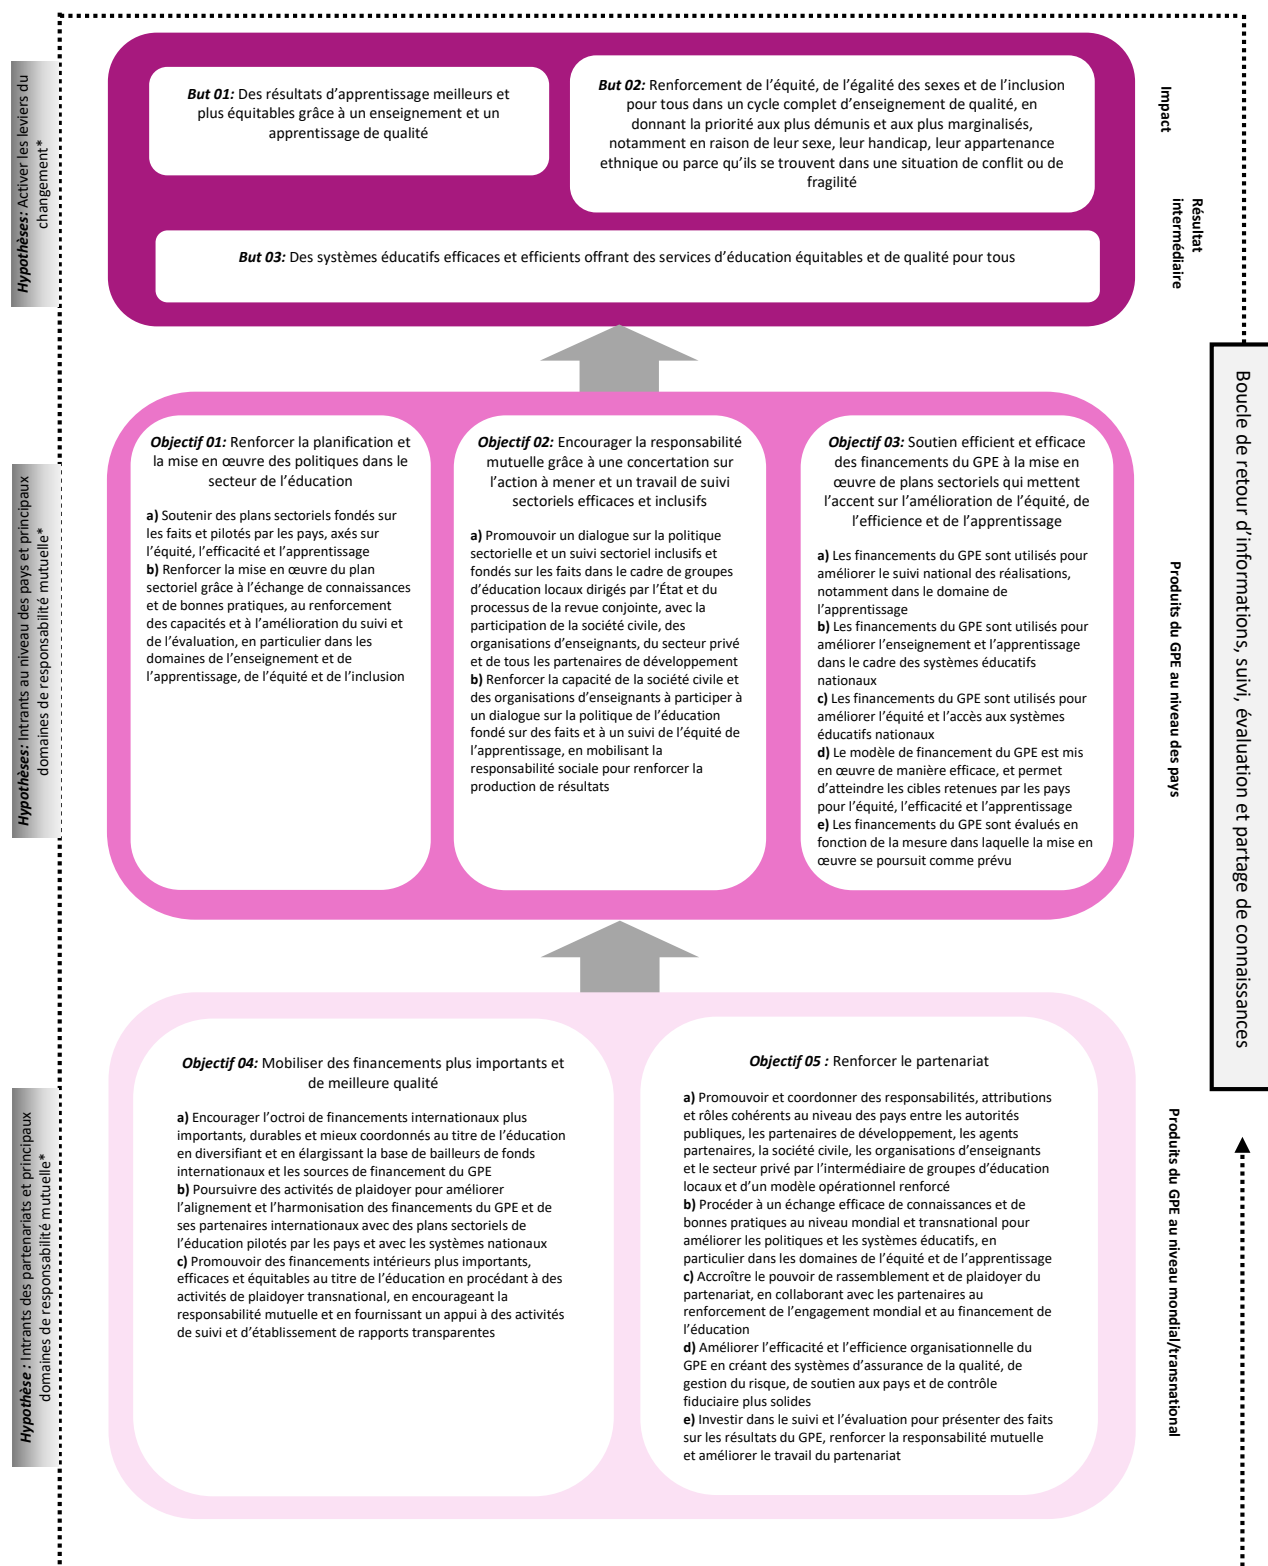 Hypothèses: Activer les leviers du
changement*
But 01: Des résultats d’apprentissage meilleurs et
plus équitables grâce à un enseignement et un
apprentissage de qualité
But 02: Renforcement de l’équité, de l’égalité des sexes et de l’inclusion
pour tous dans un cycle complet d’enseignement de qualité, en
donnant la priorité aux plus démunis et aux plus marginalisés,
notamment en raison de leur sexe, leur handicap, leur appartenance
ethnique ou parce qu’ils se trouvent dans une situation de conflit ou de
fragilité
Impact
But 03: Des systèmes éducatifs efficaces et efficients offrant des services d’éducation équitables et de qualité pour tous
Résultat
intermédiaire
Hypothèses: Intrants au niveau des pays et principaux
domaines de responsabilité mutuelle*
Objectif 01: Renforcer la planification et
la mise en œuvre des politiques dans le
secteur de l’éducation
a) Soutenir des plans sectoriels fondés sur
les faits et pilotés par les pays, axés sur
l’équité, l’efficacité et l’apprentissage
b) Renforcer la mise en œuvre du plan
sectoriel grâce à l’échange de connaissances
et de bonnes pratiques, au renforcement
des capacités et à l’amélioration du suivi et
de l’évaluation, en particulier dans les
domaines de l’enseignement et de
l’apprentissage, de l’équité et de l’inclusion
Objectif 02: Encourager la responsabilité
mutuelle grâce à une concertation sur
l’action à mener et un travail de suivi
sectoriels efficaces et inclusifs
a) Promouvoir un dialogue sur la politique
sectorielle et un suivi sectoriel inclusifs et
fondés sur les faits dans le cadre de groupes
d’éducation locaux dirigés par l’État et du
processus de la revue conjointe, avec la
participation de la société civile, des
organisations d’enseignants, du secteur privé
et de tous les partenaires de développement
b) Renforcer la capacité de la société civile et
des organisations d’enseignants à participer à
un dialogue sur la politique de l’éducation
fondé sur des faits et à un suivi de l’équité de
l’apprentissage, en mobilisant la
responsabilité sociale pour renforcer la
production de résultats
Objectif 03: Soutien efficient et efficace
des financements du GPE à la mise en
œuvre de plans sectoriels qui mettent
l’accent sur l’amélioration de l’équité, de
l’efficience et de l’apprentissage
a) Les financements du GPE sont utilisés pour
améliorer le suivi national des réalisations,
notamment dans le domaine de
l’apprentissage
b) Les financements du GPE sont utilisés pour
améliorer l’enseignement et l’apprentissage
dans le cadre des systèmes éducatifs
nationaux
c) Les financements du GPE sont utilisés pour
améliorer l’équité et l’accès aux systèmes
éducatifs nationaux
d) Le modèle de financement du GPE est mis
en œuvre de manière efficace, et permet
d’atteindre les cibles retenues par les pays
pour l’équité, l’efficacité et l’apprentissage
e) Les financements du GPE sont évalués en
fonction de la mesure dans laquelle la mise en
œuvre se poursuit comme prévu
Produits du GPE au niveau des pays
Boucle de retour d’informations, suivi, évaluation et partage de connaissances
Hypothèse : Intrants des partenariats et principaux
domaines de responsabilité mutuelle*
Objectif 04: Mobiliser des financements plus importants et
de meilleure qualité
a) Encourager l’octroi de financements internationaux plus
importants, durables et mieux coordonnés au titre de l’éducation
en diversifiant et en élargissant la base de bailleurs de fonds
internationaux et les sources de financement du GPE
b) Poursuivre des activités de plaidoyer pour améliorer
l’alignement et l’harmonisation des financements du GPE et de
ses partenaires internationaux avec des plans sectoriels de
l’éducation pilotés par les pays et avec les systèmes nationaux
c) Promouvoir des financements intérieurs plus importants,
efficaces et équitables au titre de l’éducation en procédant à des
activités de plaidoyer transnational, en encourageant la
responsabilité mutuelle et en fournissant un appui à des activités
de suivi et d’établissement de rapports transparentes
Objectif 05 : Renforcer le partenariat
a) Promouvoir et coordonner des responsabilités, attributions
et rôles cohérents au niveau des pays entre les autorités
publiques, les partenaires de développement, les agents
partenaires, la société civile, les organisations d’enseignants
et le secteur privé par l’intermédiaire de groupes d’éducation
locaux et d’un modèle opérationnel renforcé
b) Procéder à un échange efficace de connaissances et de
bonnes pratiques au niveau mondial et transnational pour
améliorer les politiques et les systèmes éducatifs, en
particulier dans les domaines de l’équité et de l’apprentissage
c) Accroître le pouvoir de rassemblement et de plaidoyer du
partenariat, en collaborant avec les partenaires au
renforcement de l’engagement mondial et au financement de
l’éducation
d) Améliorer l’efficacité et l’efficience organisationnelle du
GPE en créant des systèmes d’assurance de la qualité, de
gestion du risque, de soutien aux pays et de contrôle
fiduciaire plus solides
e) Investir dans le suivi et l’évaluation pour présenter des faits
sur les résultats du GPE, renforcer la responsabilité mutuelle
et améliorer le travail du partenariat
Produits du GPE au niveau mondial/transnational